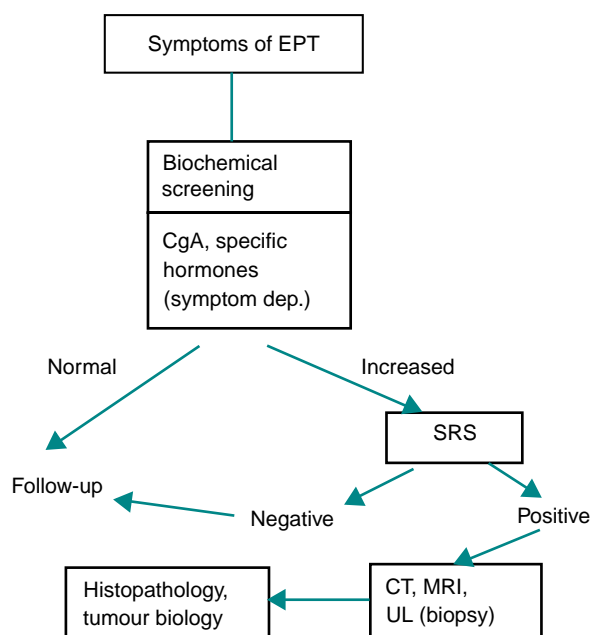 Symptoms of EPT
Biochemical
screening
CgA, specific
hormones
(symptom dep.)
Normal
Increased
SRS
Follow-up
Negative
Positive
Histopathology,
tumour biology
CT, MRI,
UL (biopsy)